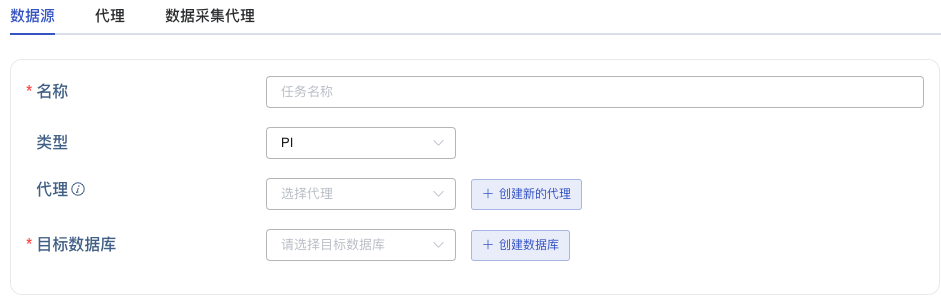 数据源 代理 数据采集代理
* 名称 任务名称
类型 PI
代理 选择代理 + 创建新的代理
* 目标数据库 请选择目标数据库 + 创建数据库